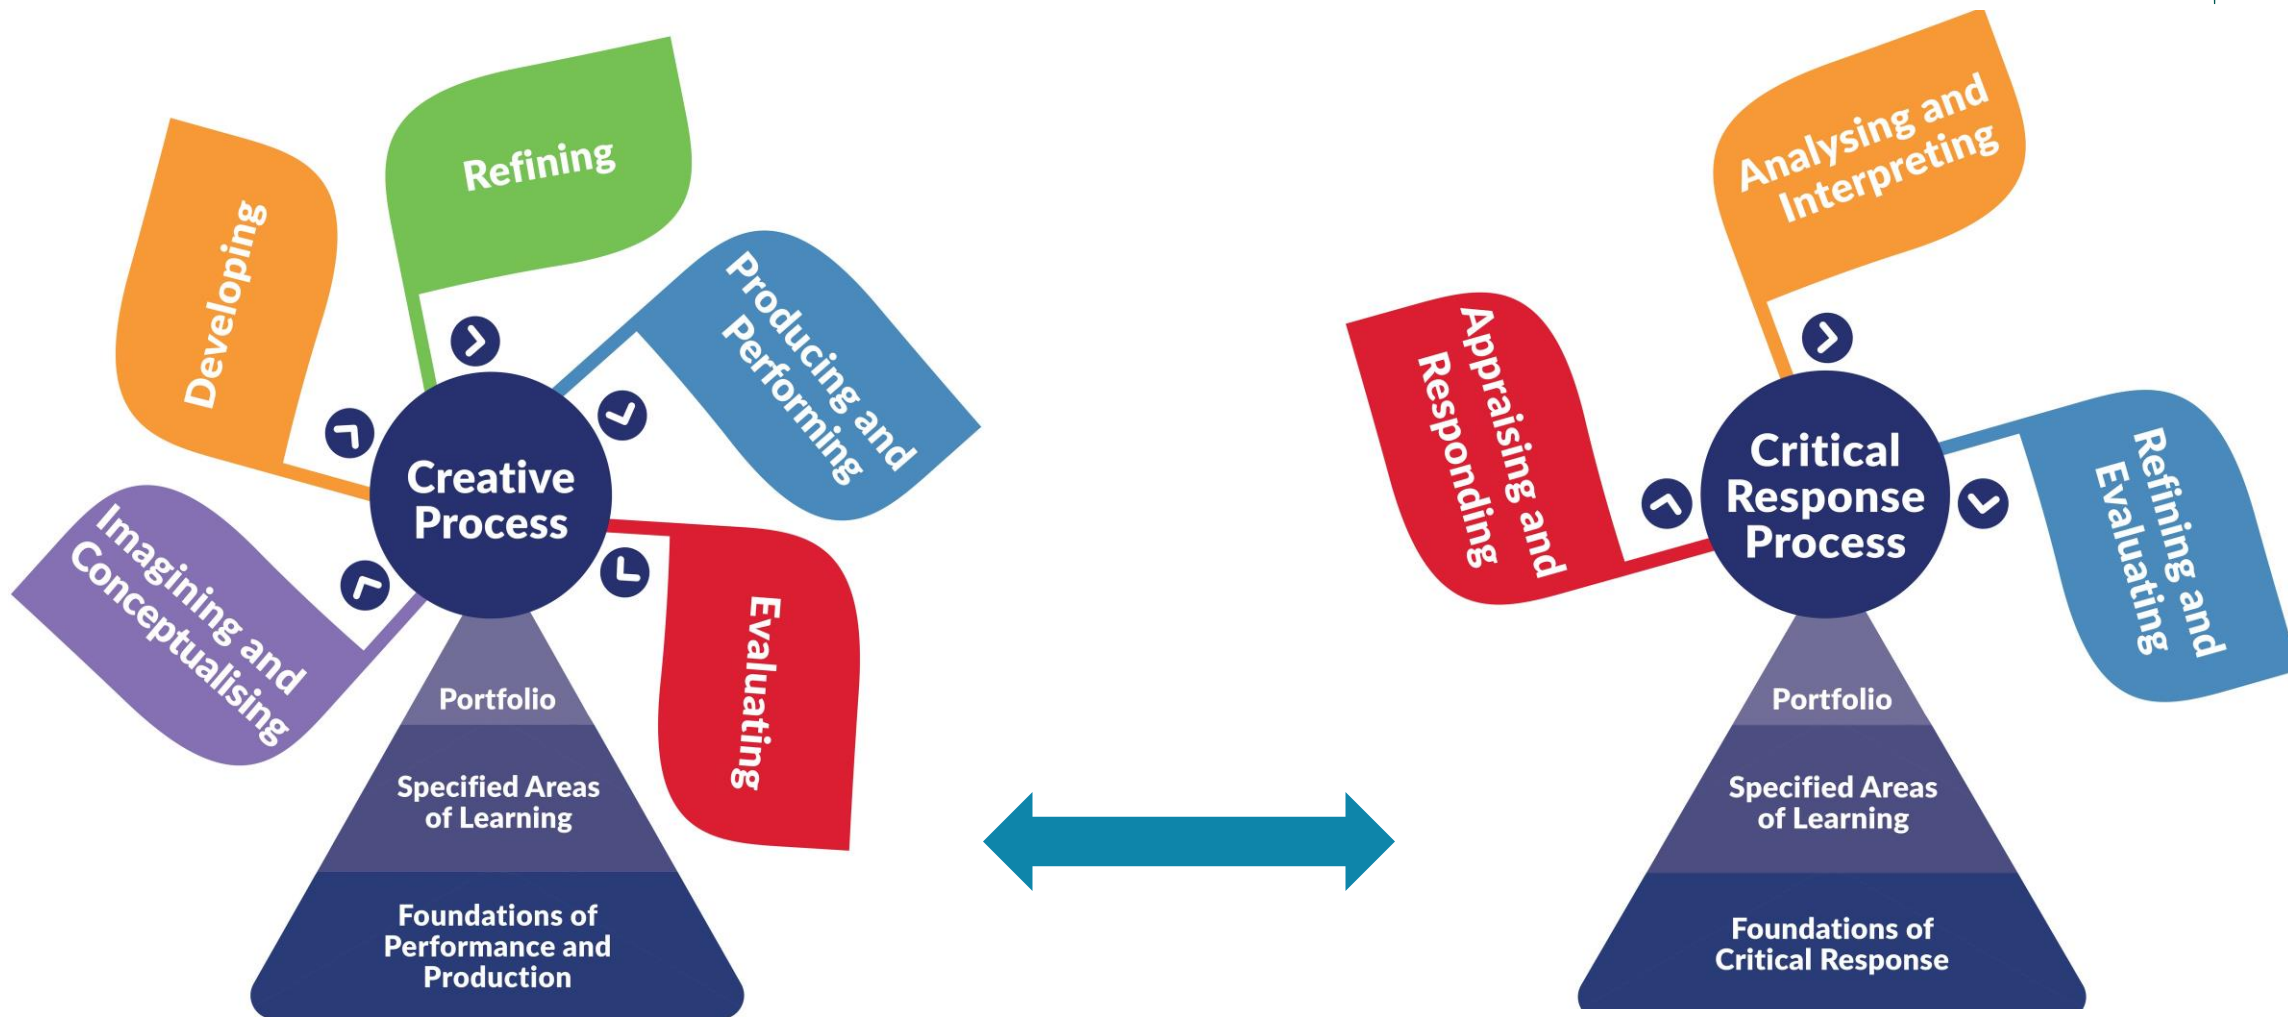 Imagining and
Conceptualising
Developing
Refining
Producing and
Performing
Evaluating
Creative
Process
Portfolio
Specified Areas
of Learning
Foundations of
Performance and
Production
Appraising and
Responding
Analysing and
Interpreting
Refining and
Evaluating
Critical
Response
Process
Portfolio
Specified Areas
of Learning
Foundations of
Critical Response